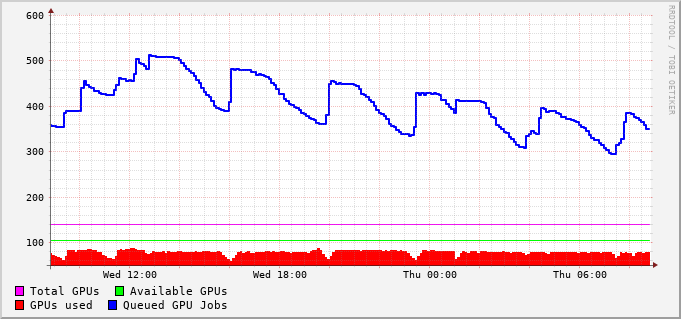 600
500
400
300
200
100
Wed 12:00 Wed 18:00 Thu 00:00 Thu 06:00
Total GPUs Available GPUs
GPUs used Queued GPU Jobs
RRDTOOL / TOBI OETIKER